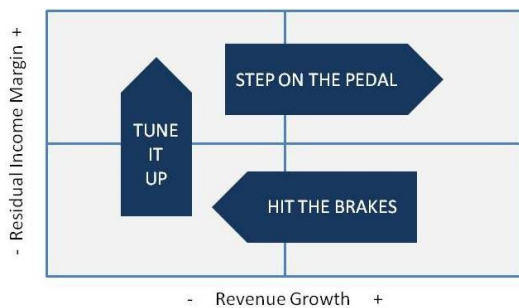 - Residual Income Margin +
STEP ON THE PEDAL
TUNE
IT
UP
HIT THE BRAKES
- Revenue Growth +